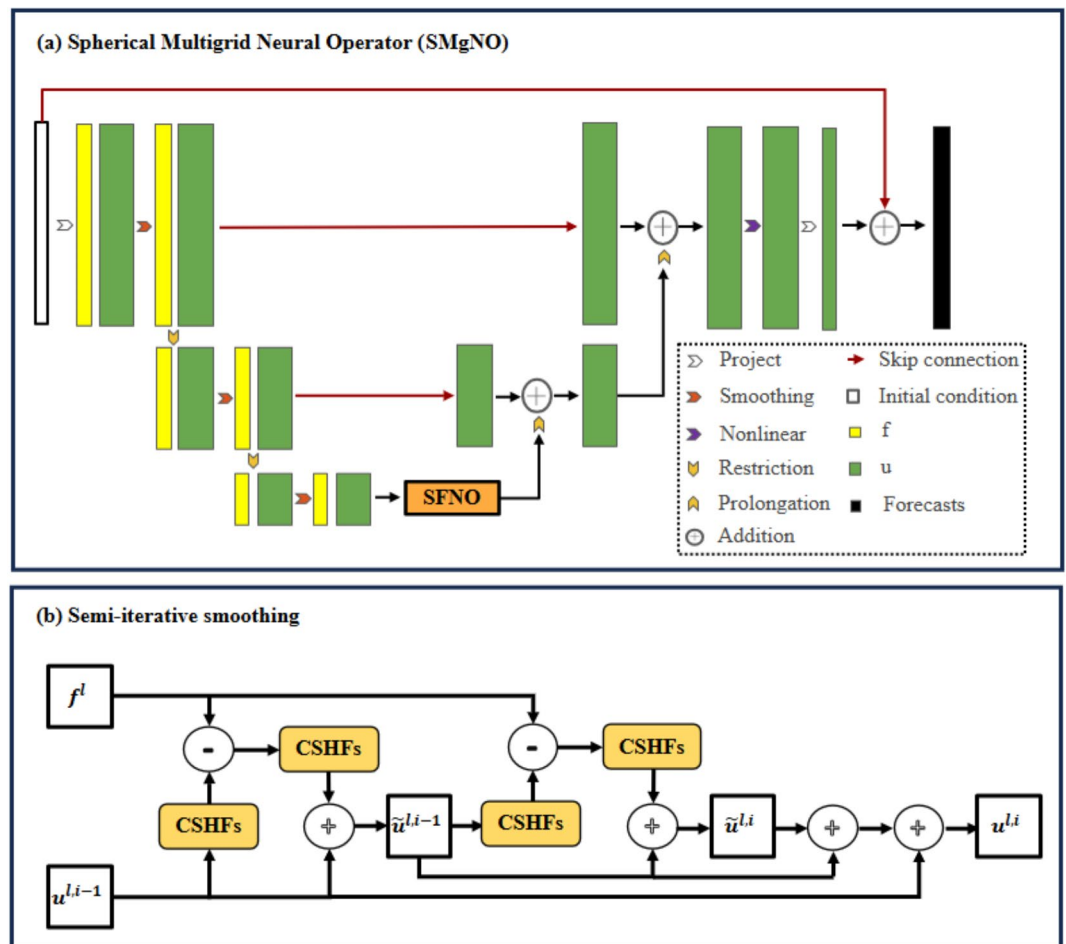 (a) Spherical Multigrid Neural Operator (SMgNO)
SFNO
Project
Skip connection
Smoothing
Initial condition
Nonlinear
f
Restriction
u
Prolongation
Forecasts
Addition
(b) Semi-iterative smoothing
f^l
-
CSHFs
-
CSHFs
CSHFs
+
ũ^{l,i-1}
CSHFs
+
ũ^{l,i}
+
+
u^{l,i}
u^{l,i-1}